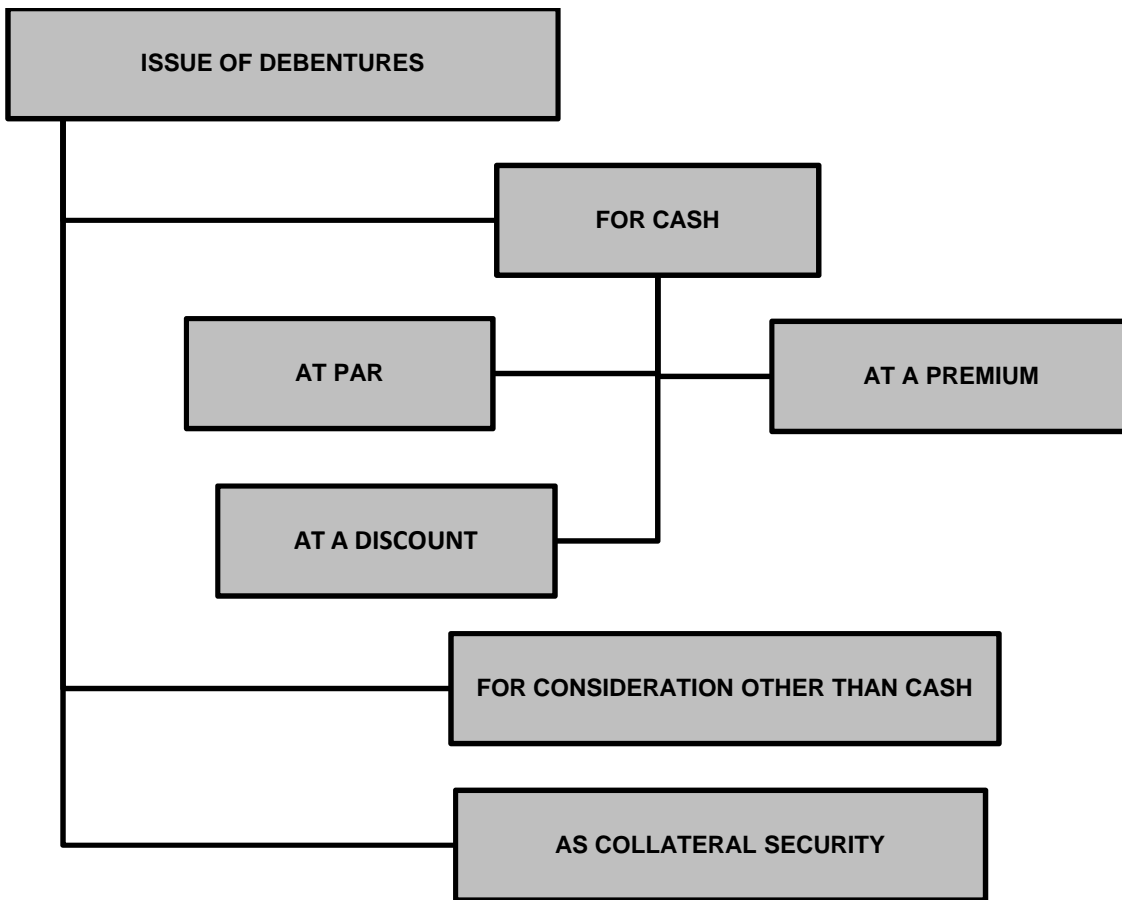 ISSUE OF DEBENTURES
FOR CASH
AT PAR
AT A PREMIUM
AT A DISCOUNT
FOR CONSIDERATION OTHER THAN CASH
AS COLLATERAL SECURITY